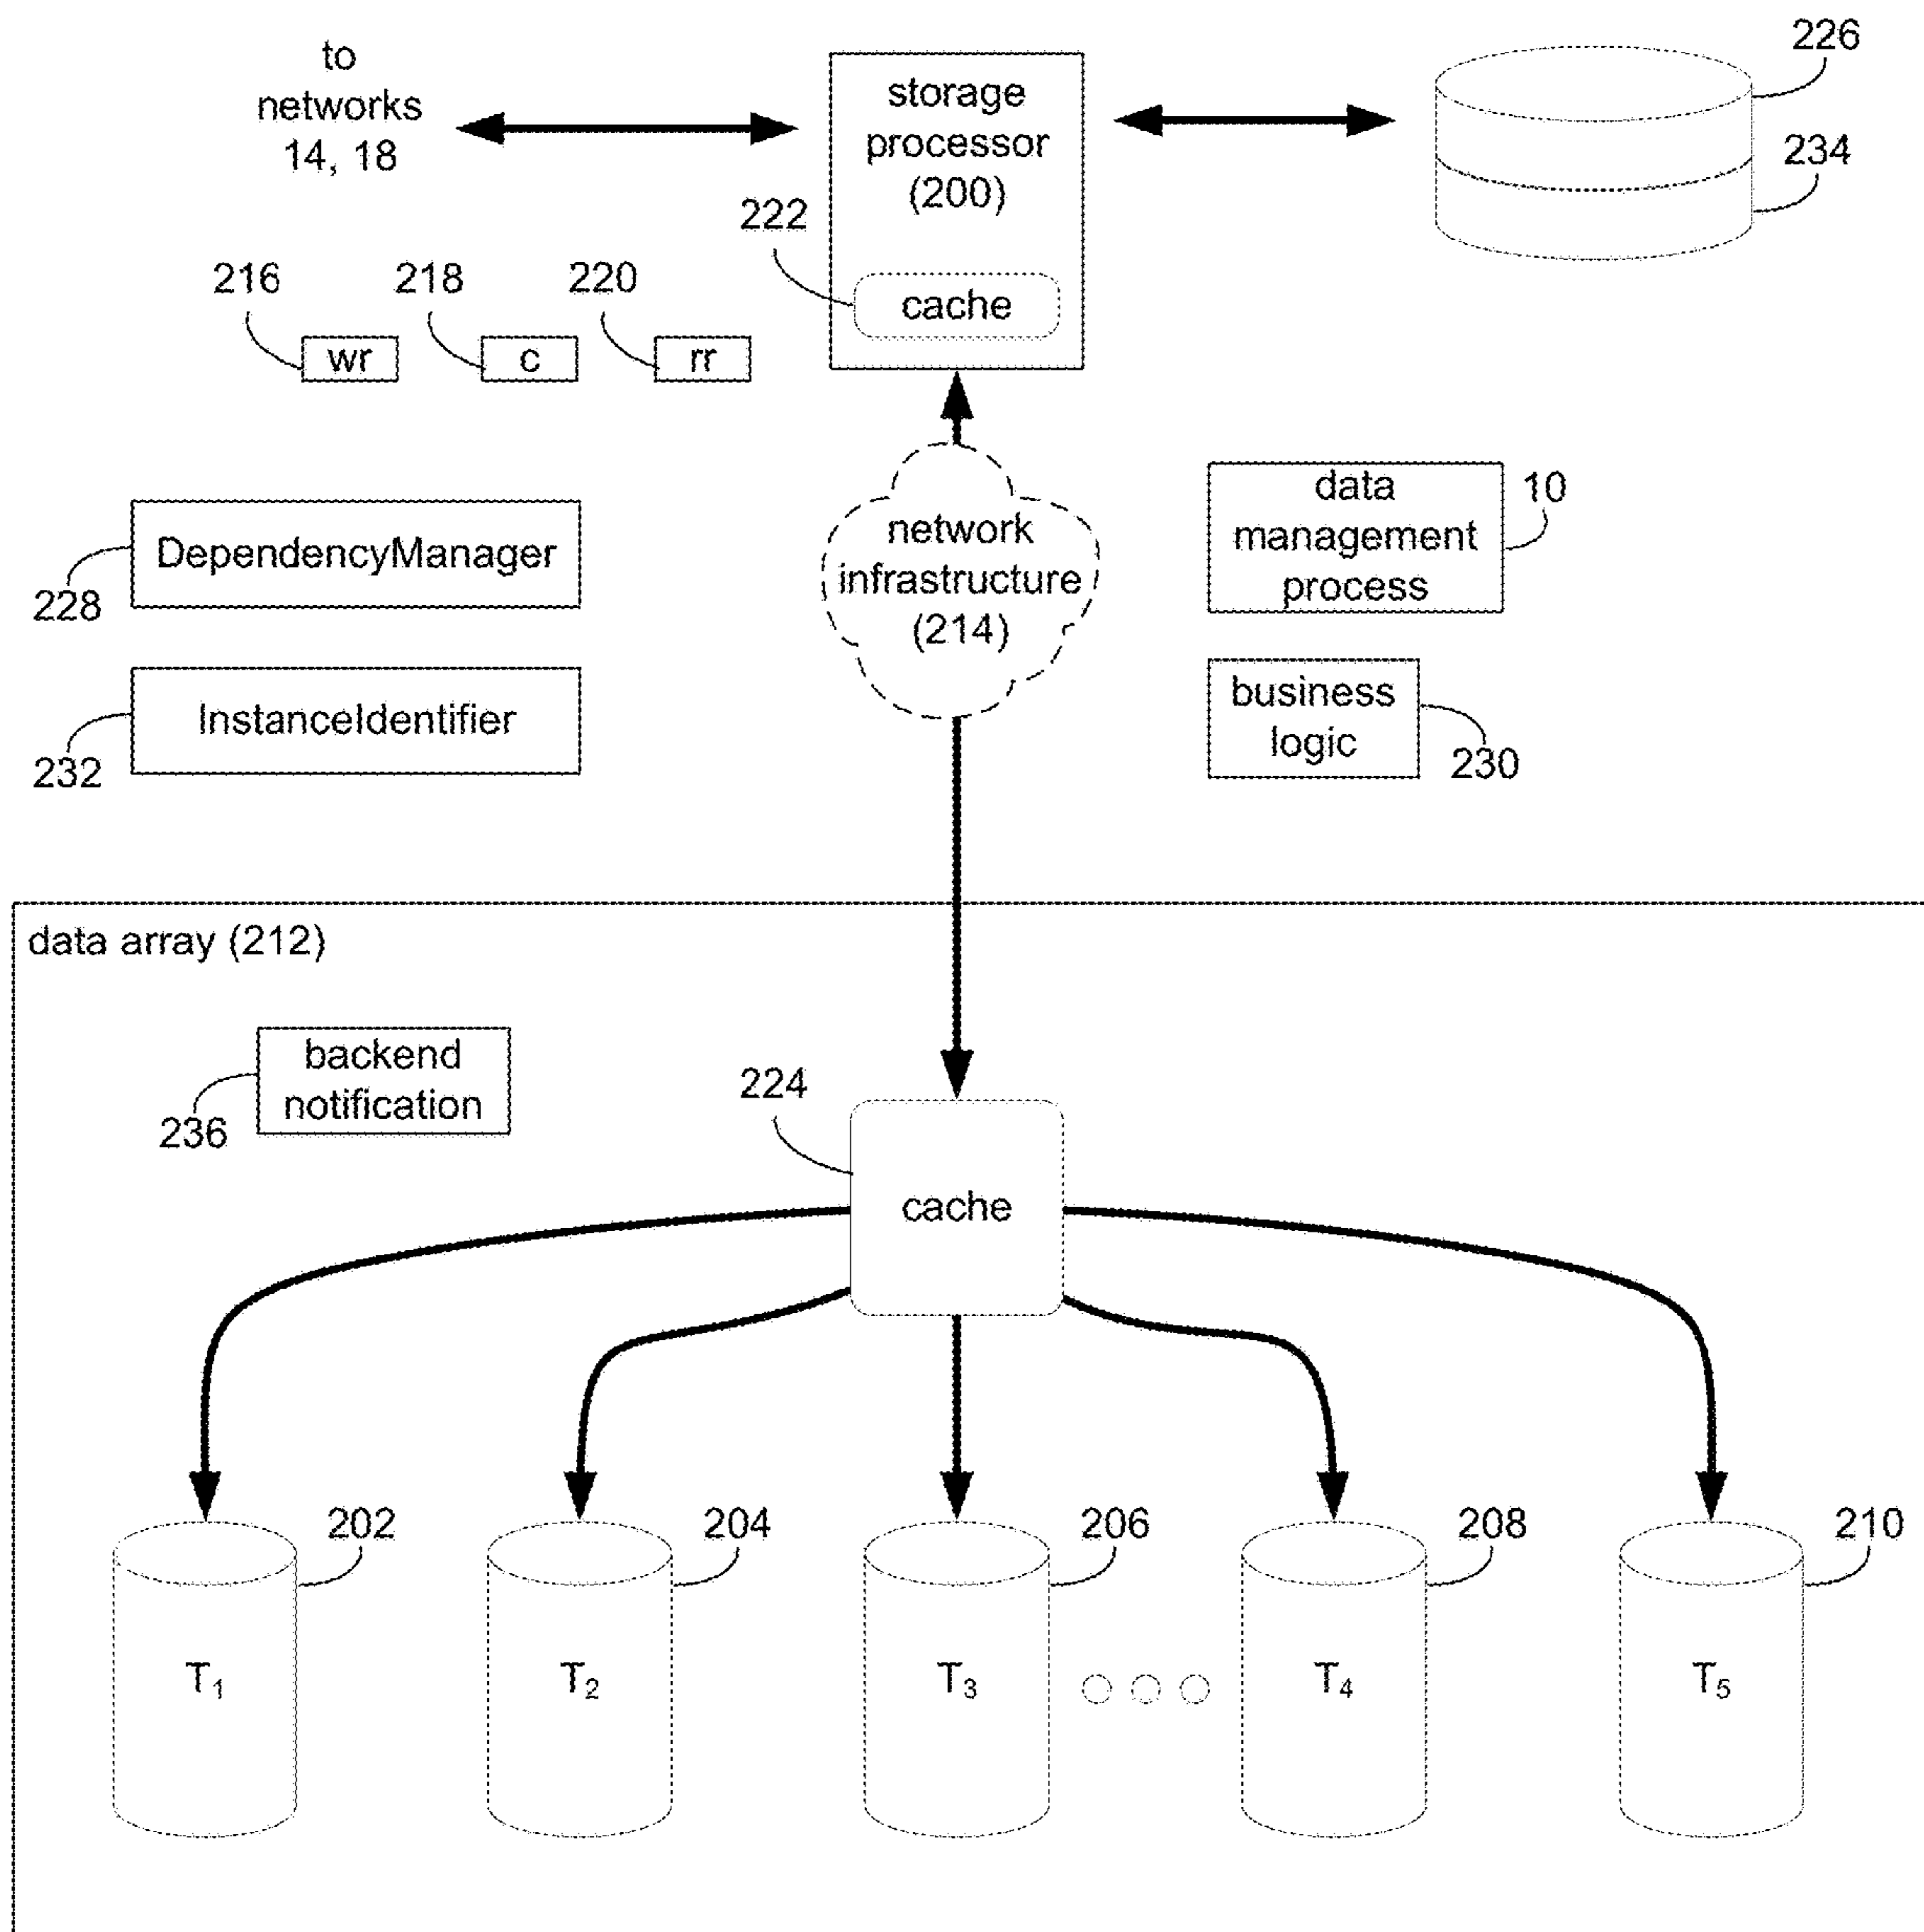 to
networks
14, 18
storage
processor
(200)
226
234
222
cache
216
218
220
wr
c
rr
network
infrastructure
(214)
data
management
process
10
DependencyManager
228
InstanceIdentifier
232
business
logic
230
data array (212)
backend
notification
236
224
cache
202
204
206
208
210
T₁
T₂
T₃
T₄
T₅